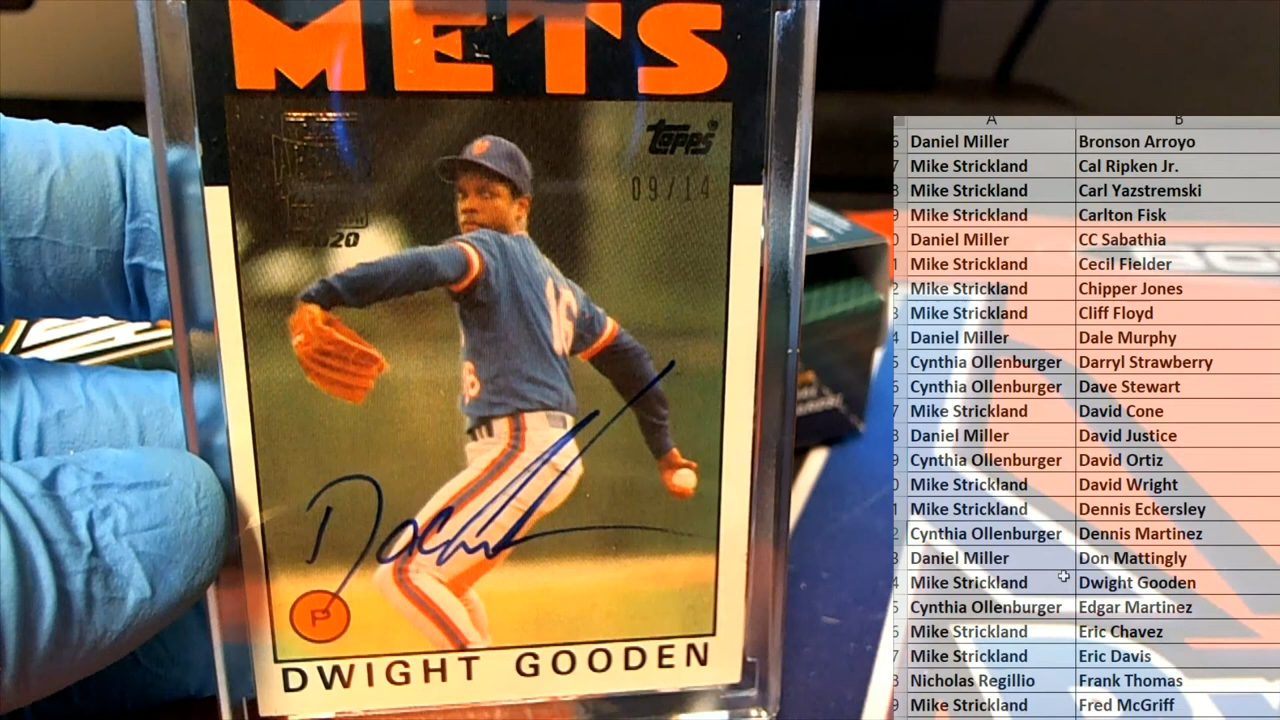 METS
Topps
09/14
2020
16
P
DWIGHT GOODEN
A B
Daniel Miller Bronson Arroyo
Mike Strickland Cal Ripken Jr.
Mike Strickland Carl Yazstremski
Mike Strickland Carlton Fisk
Daniel Miller CC Sabathia
Mike Strickland Cecil Fielder
Mike Strickland Chipper Jones
Mike Strickland Cliff Floyd
Daniel Miller Dale Murphy
Cynthia Ollenburger Darryl Strawberry
Cynthia Ollenburger Dave Stewart
Mike Strickland David Cone
Daniel Miller David Justice
Cynthia Ollenburger David Ortiz
Mike Strickland David Wright
Mike Strickland Dennis Eckersley
Cynthia Ollenburger Dennis Martinez
Daniel Miller Don Mattingly
Mike Strickland Dwight Gooden
Cynthia Ollenburger Edgar Martinez
Mike Strickland Eric Chavez
Mike Strickland Eric Davis
Nicholas Regillio Frank Thomas
Mike Strickland Fred McGriff